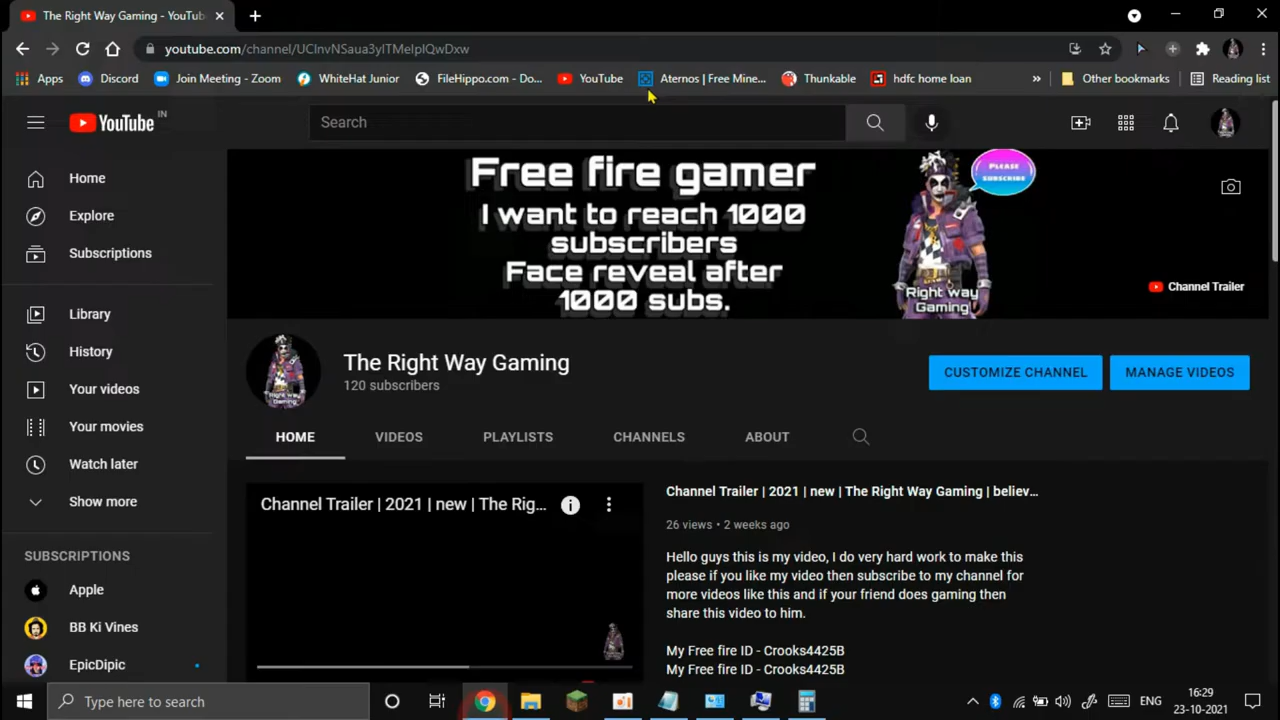 The Right Way Gaming - YouTub
youtube.com/channel/UCInvNSaua3yITMeIpIQwDxw
Apps
Discord
Join Meeting - Zoom
WhiteHat Junior
FileHippo.com - Do...
YouTube
Aternos | Free Mine...
Thunkable
hdfc home loan
»
Other bookmarks
Reading list
YouTube IN
Search
Home
Explore
Subscriptions
Library
History
Your videos
Your movies
Watch later
Show more
SUBSCRIPTIONS
Apple
BB Ki Vines
EpicDipic
Free fire gamer
I want to reach 1000
subscribers
Face reveal after
1000 subs.
PLEASE
SUBSCRIBE
Right way
Gaming
Channel Trailer
The Right Way Gaming
120 subscribers
CUSTOMIZE CHANNEL
MANAGE VIDEOS
HOME
VIDEOS
PLAYLISTS
CHANNELS
ABOUT
Channel Trailer | 2021 | new | The Rig...
Channel Trailer | 2021 | new | The Right Way Gaming | believ...
26 views • 2 weeks ago
Hello guys this is my video, I do very hard work to make this
please if you like my video then subscribe to my channel for
more videos like this and if your friend does gaming then
share this video to him.
My Free fire ID - Crooks4425B
My Free fire ID - Crooks4425B
Type here to search
ENG
16:29
23-10-2021